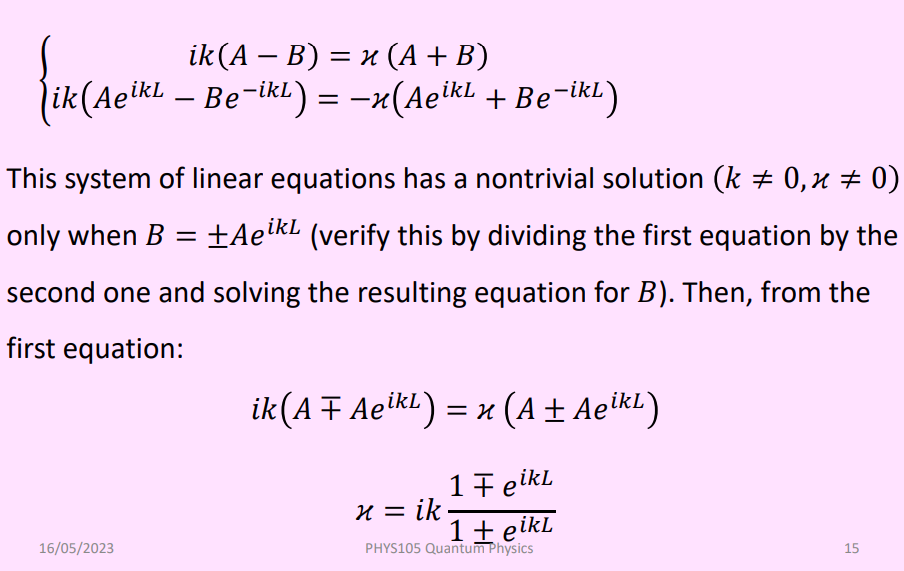 ik(A − B) = ϰ (A + B)
ik(Ae^{ikL} − Be^{−ikL}) = −ϰ(Ae^{ikL} + Be^{−ikL})
This system of linear equations has a nontrivial solution (k ≠ 0, ϰ ≠ 0)
only when B = ±Ae^{ikL} (verify this by dividing the first equation by the
second one and solving the resulting equation for B). Then, from the
first equation:
ik(A ∓ Ae^{ikL}) = ϰ (A ± Ae^{ikL})
ϰ = ik \frac{1 ∓ e^{ikL}}{1 ± e^{ikL}}
16/05/2023 PHYS105 Quantum Physics 15